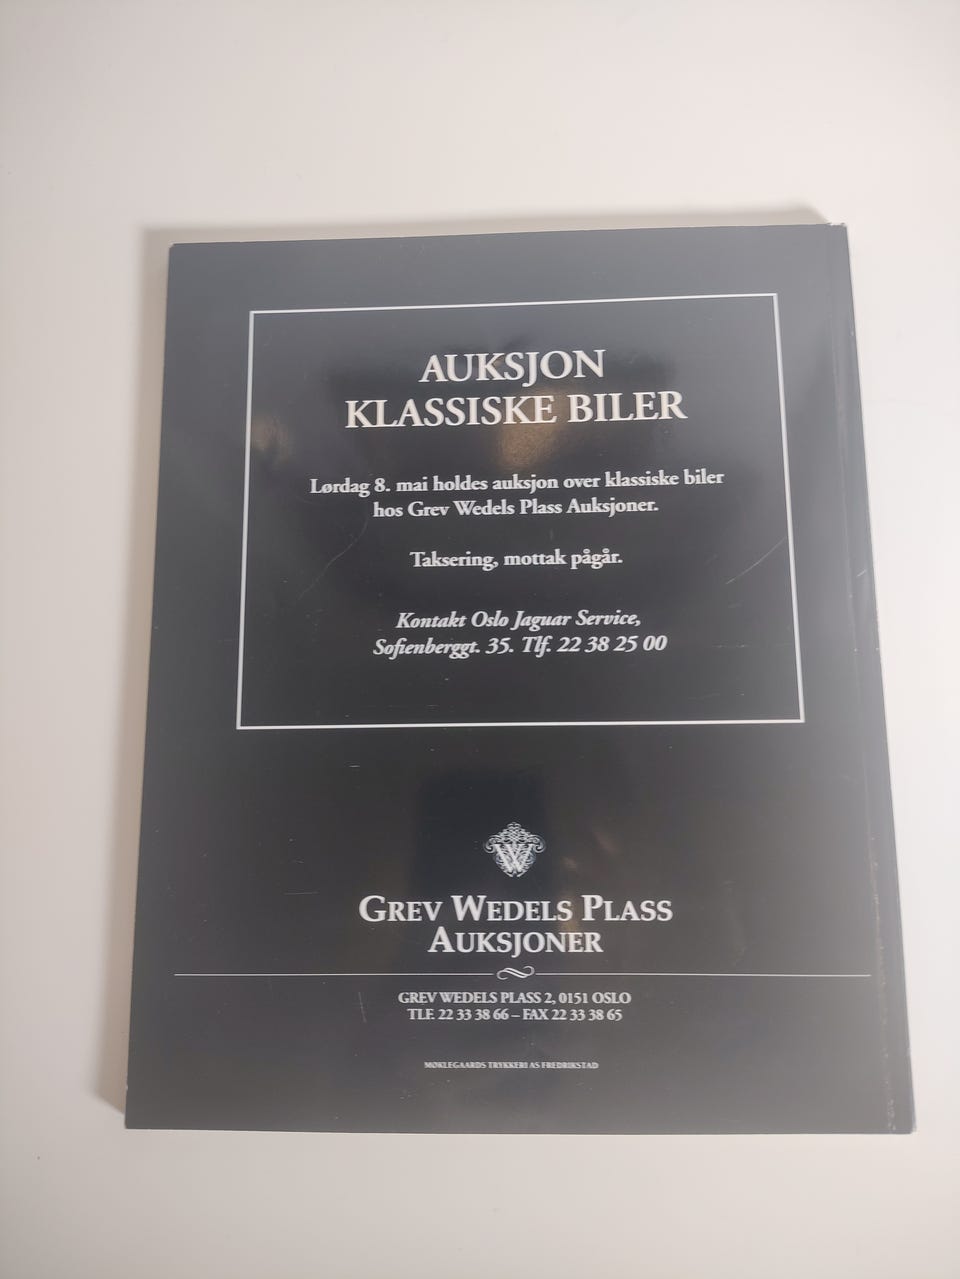 AUKSJON
KLASSISKE BILER
Lørdag 8. mai holdes auksjon over klassiske biler
hos Grev Wedels Plass Auksjoner.
Taksering, mottak pågår.
Kontakt Oslo Jaguar Service,
Sofienberggt. 35. Tlf. 22 38 25 00
W
GREV WEDELS PLASS
AUKSJONER
GREV WEDELS PLASS 2, 0151 OSLO
TLF. 22 33 38 66 – FAX 22 33 38 65
MØKLEGAARDS TRYKKERI AS FREDRIKSTAD